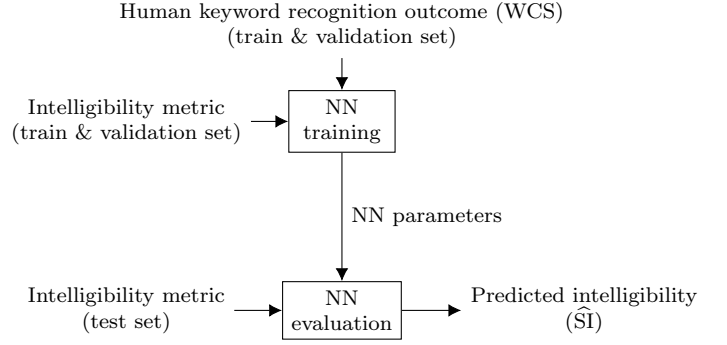 Human keyword recognition outcome (WCS)
(train & validation set)
Intelligibility metric
(train & validation set)
NN
training
NN parameters
Intelligibility metric
(test set)
NN
evaluation
Predicted intelligibility
(S͡I)